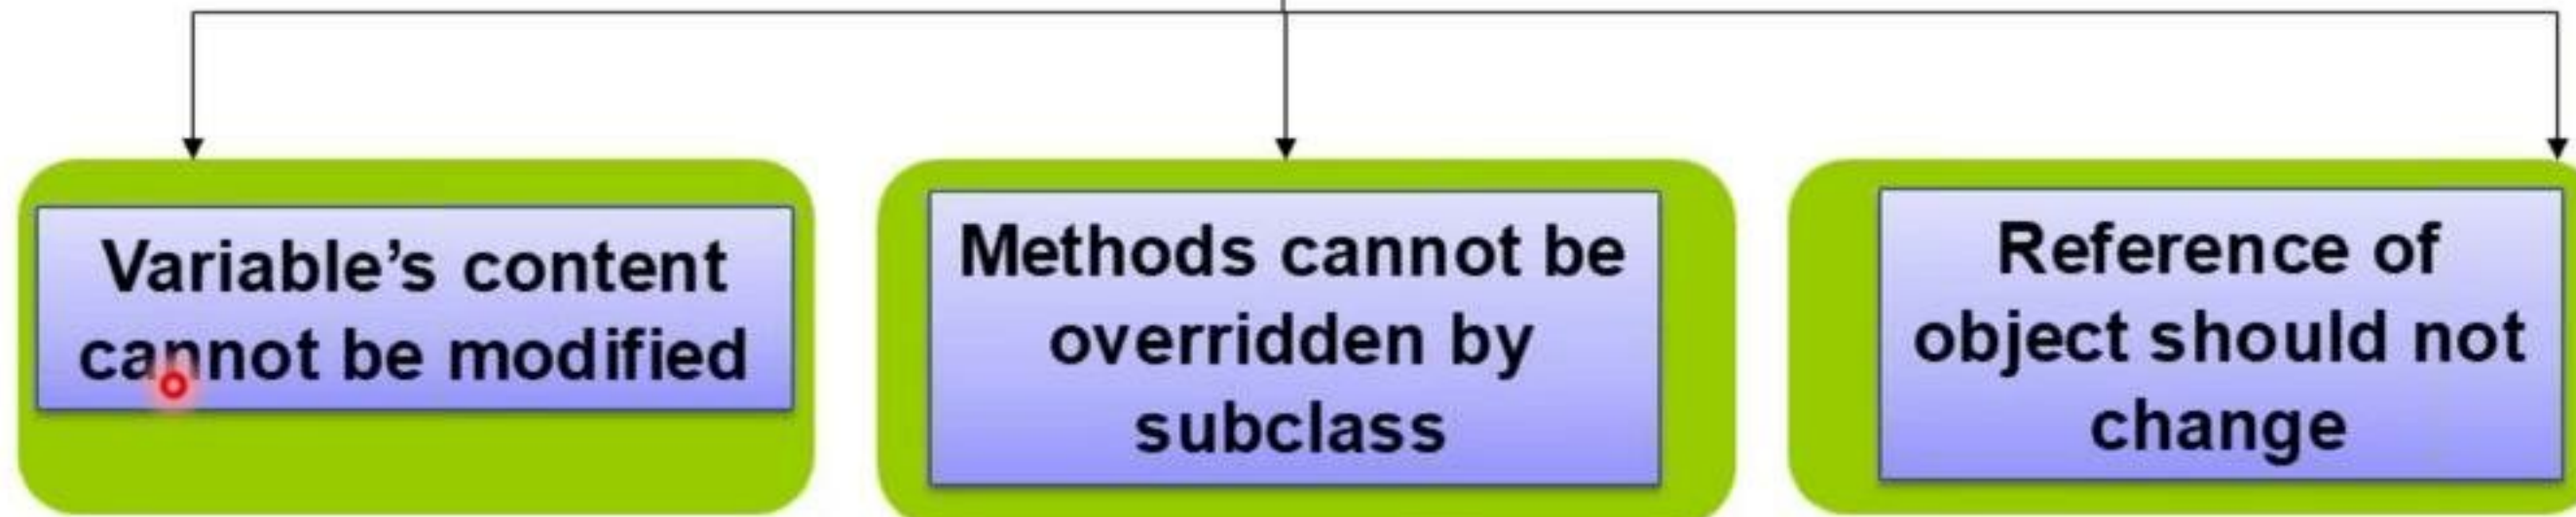 Variable’s content
cannot be modified
Methods cannot be
overridden by
subclass
Reference of
object should not
change